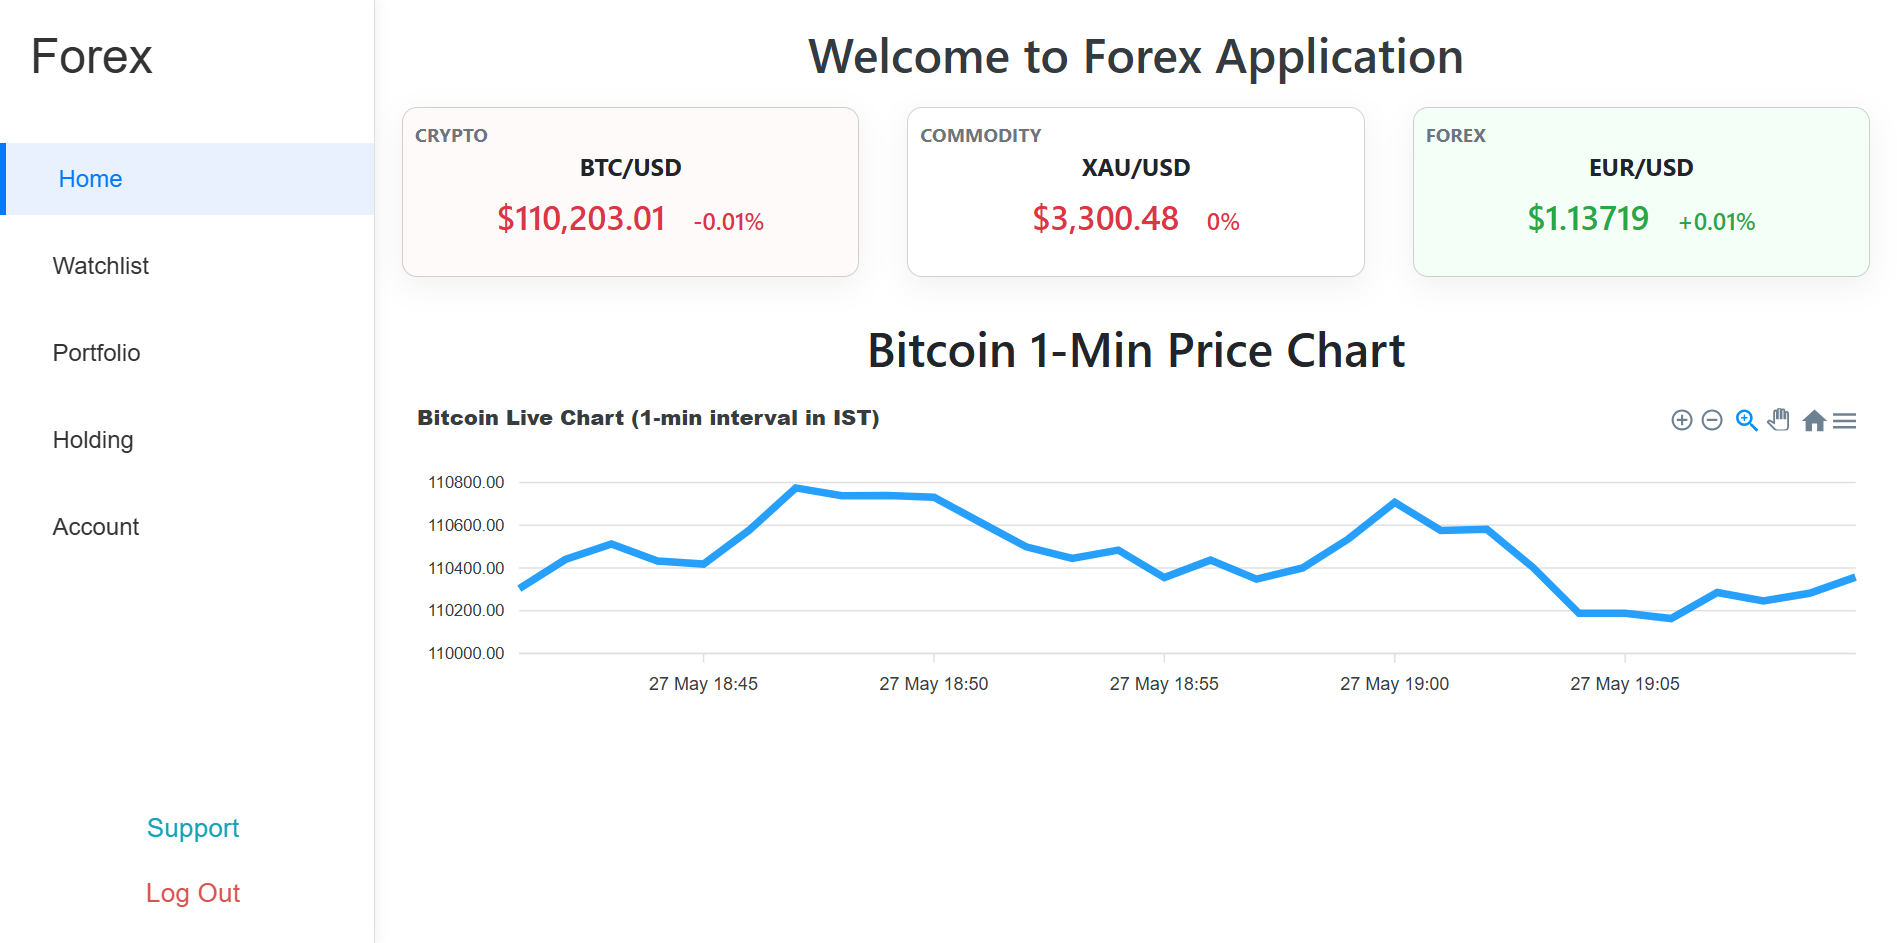 Forex
Home
Watchlist
Portfolio
Holding
Account
Support
Log Out
Welcome to Forex Application
CRYPTO
BTC/USD
$110,203.01 -0.01%
COMMODITY
XAU/USD
$3,300.48 0%
FOREX
EUR/USD
$1.13719 +0.01%
Bitcoin 1-Min Price Chart
Bitcoin Live Chart (1-min interval in IST)
110800.00
110600.00
110400.00
110200.00
110000.00
27 May 18:45 27 May 18:50 27 May 18:55 27 May 19:00 27 May 19:05